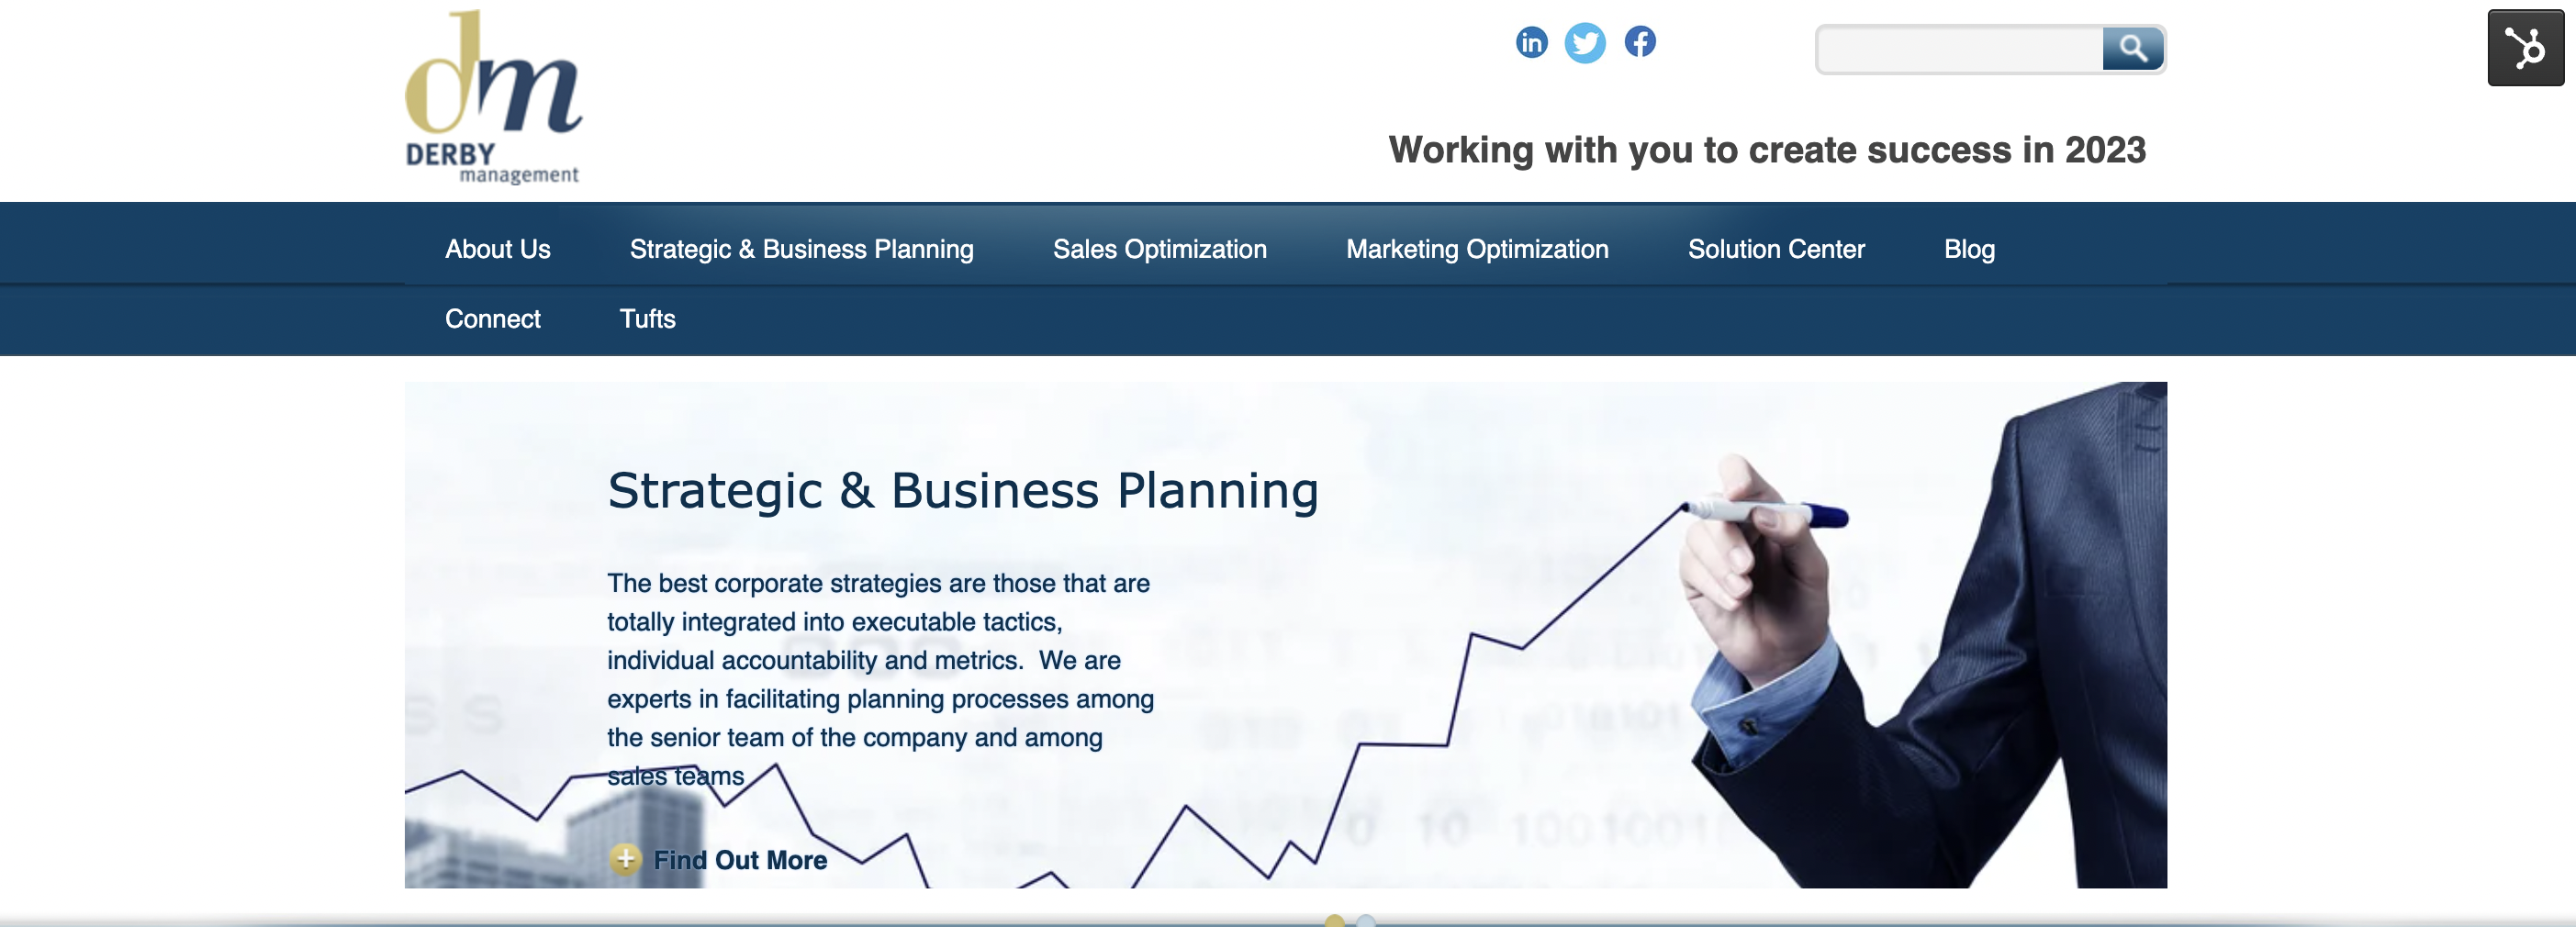 dm
DERBY
management
in
Working with you to create success in 2023
About Us Strategic & Business Planning Sales Optimization Marketing Optimization Solution Center Blog
Connect Tufts
Strategic & Business Planning
The best corporate strategies are those that are
totally integrated into executable tactics,
individual accountability and metrics.  We are
experts in facilitating planning processes among
the senior team of the company and among
sales teams
Find Out More